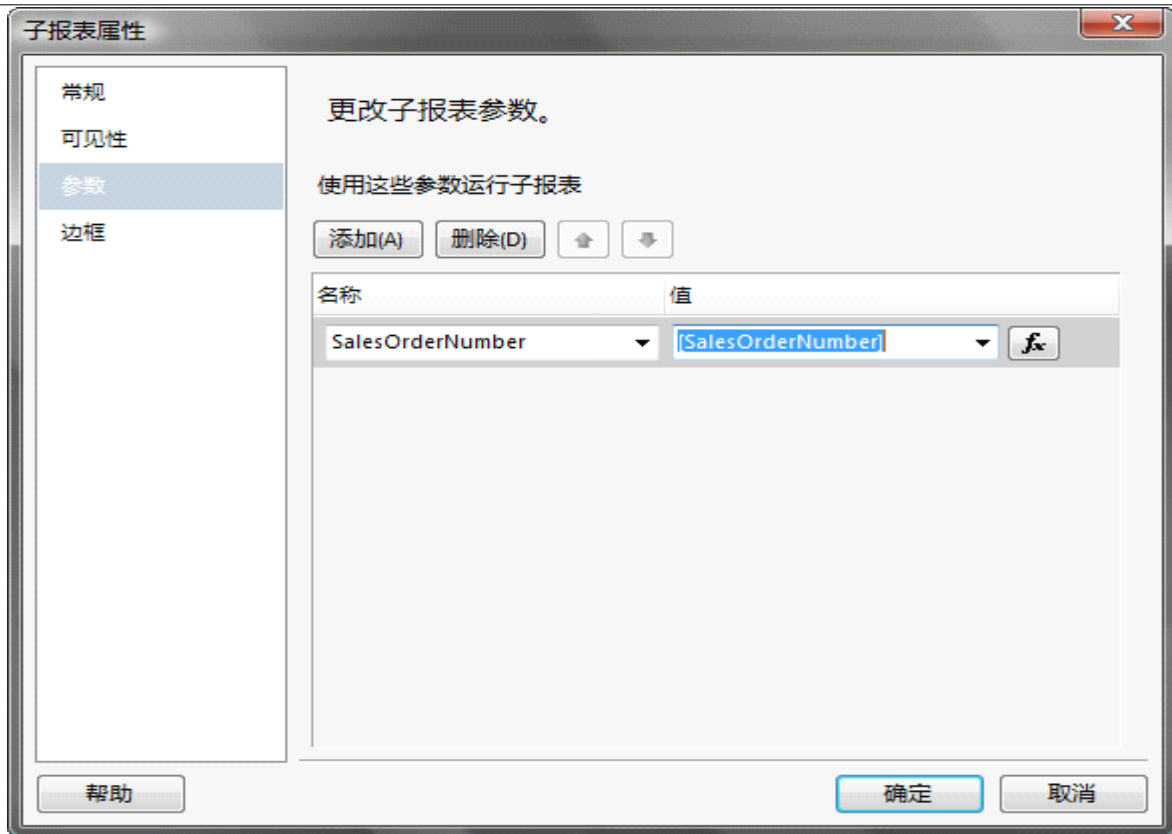 子报表属性
常规
可见性
参数
边框
更改子报表参数。
使用这些参数运行子报表
添加(A) 删除(D)
名称 值
SalesOrderNumber [SalesOrderNumber] fx
帮助 确定 取消